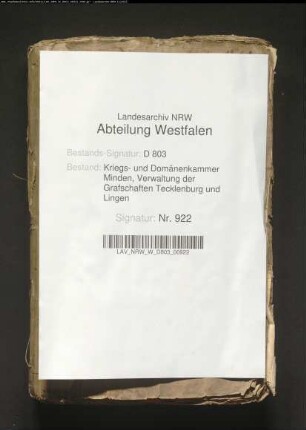 Landesarchiv NRW
Abteilung Westfalen
Bestands-Signatur: D 803
Bestand: Kriegs- und Domänenkammer
Minden, Verwaltung der
Grafschaften Tecklenburg und
Lingen
Signatur: Nr. 922
LAV_NRW_W_D803_00922